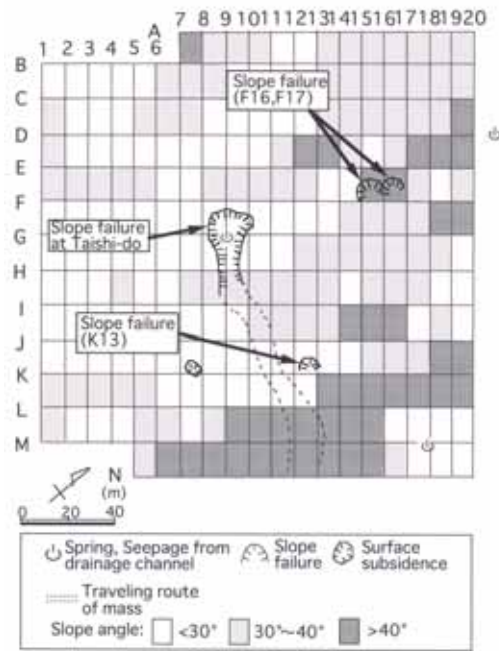 7 8 9 10 11 12 13 14 15 16 17 18 19 20
A
1 2 3 4 5 6
B
Slope failure
(F16,F17)
C
D
E
F
Slope failure
at Taishi-do
G
H
I
Slope failure
(K13)
J
K
L
M
N
(m)
0 20 40
Spring, Seepage from
drainage channel
Slope
failure
Surface
subsidence
Traveling route
of mass
Slope angle: <30° 30°~40° >40°